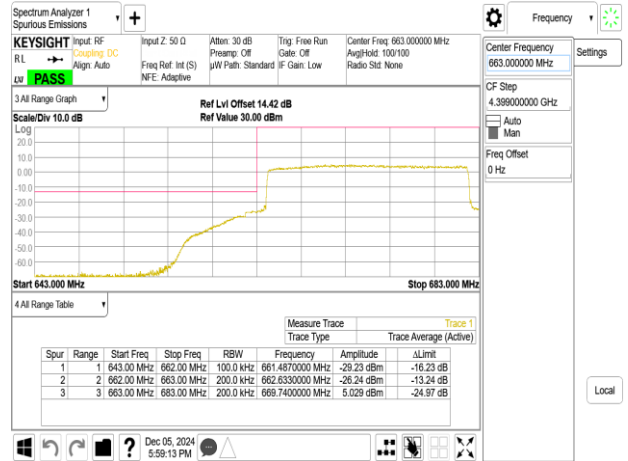 Spectrum Analyzer 1
Spurious Emissions
Frequency
KEYSIGHT
Input: RF
Coupling: DC
Align: Auto
Input Z: 50 Ω
Freq Ref: Int (S)
NFE: Adaptive
Atten: 30 dB
Preamp: Off
µW Path: Standard
Trig: Free Run
Gate: Off
IF Gain: Low
Center Freq: 663.000000 MHz
Avg|Hold: 100/100
Radio Std: None
RL
LXI
PASS
Center Frequency
663.000000 MHz
Settings
CF Step
4.399000000 GHz
Auto
Man
Freq Offset
0 Hz
Local
3 All Range Graph
Ref Lvl Offset 14.42 dB
Scale/Div 10.0 dB
Ref Value 30.00 dBm
Log
20.0
10.0
0.00
-10.0
-20.0
-30.0
-40.0
-50.0
-60.0
Start 643.000 MHz
Stop 683.000 MHz
4 All Range Table
Measure Trace Trace 1
Trace Type Trace Average (Active)
Spur Range Start Freq Stop Freq RBW Frequency Amplitude ΔLimit
1 1 643.00 MHz 662.00 MHz 100.0 kHz 661.4870000 MHz -29.23 dBm -16.23 dB
2 2 662.00 MHz 663.00 MHz 200.0 kHz 662.6330000 MHz -26.24 dBm -13.24 dB
3 3 663.00 MHz 683.00 MHz 200.0 kHz 669.7400000 MHz 5.029 dBm -24.97 dB
?
Dec 05, 2024
5:59:13 PM